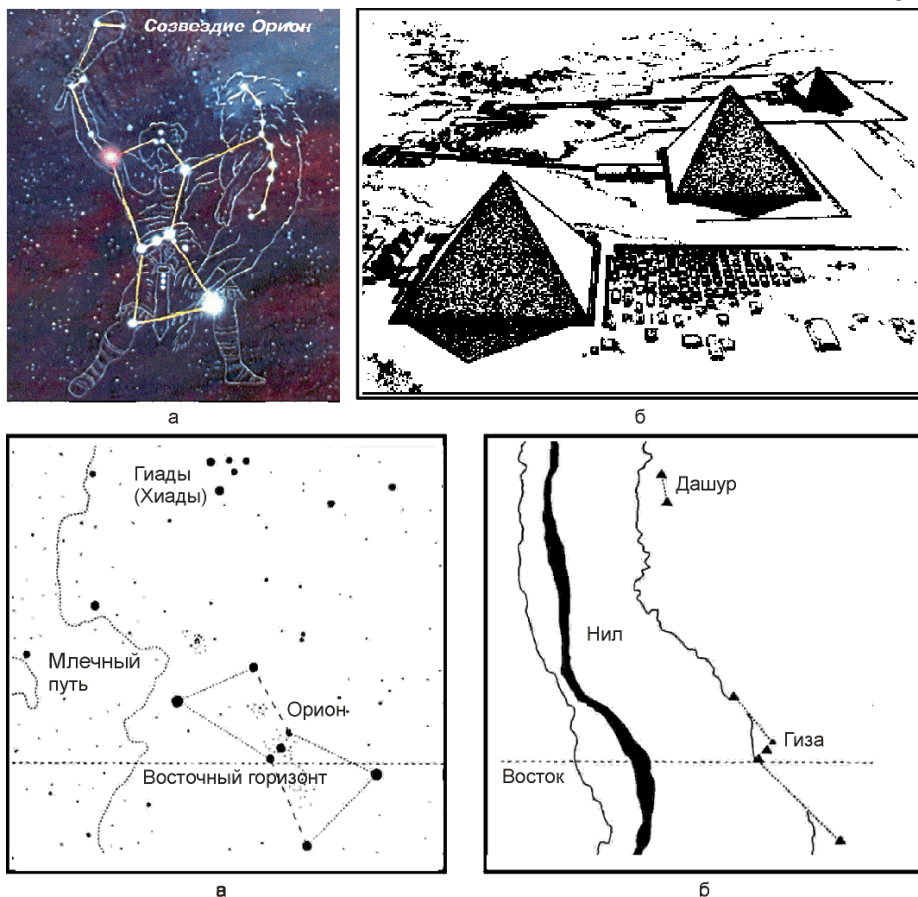 Созвездие Орион
а
б
Гиады
(Хиады)
Млечный
путь
Орион
Восточный горизонт
Дашур
Нил
Гиза
Восток
а
б